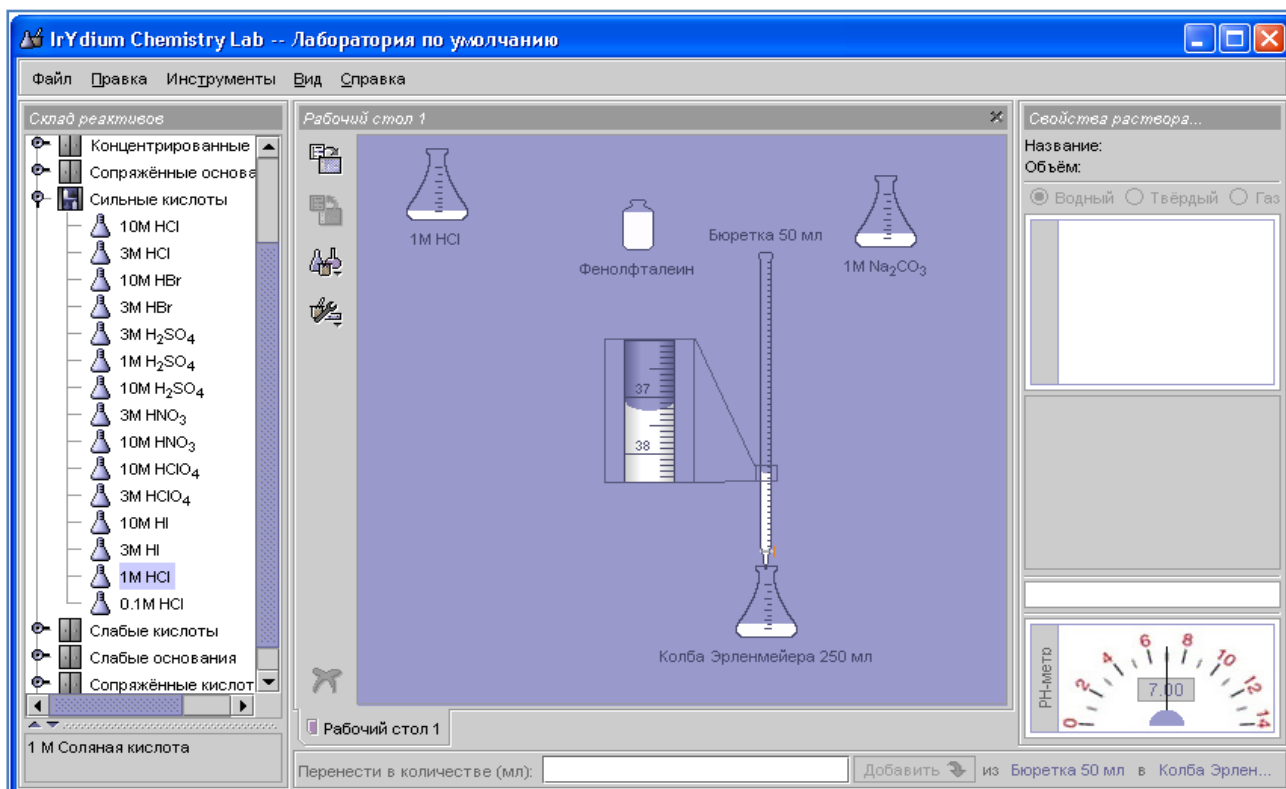 IrYdium Chemistry Lab -- Лаборатория по умолчанию
Файл Правка Инструменты Вид Справка
Склад реактивов
Концентрированные
Сопряжённые основа
Сильные кислоты
10M HCl
3M HCl
10M HBr
3M HBr
3M H₂SO₄
1M H₂SO₄
10M H₂SO₄
3M HNO₃
10M HNO₃
10M HClO₄
3M HClO₄
10M HI
3M HI
1M HCl
0.1M HCl
Слабые кислоты
Слабые основания
Сопряжённые кислот
1 М Соляная кислота
Рабочий стол 1
1M HCl
Фенолфталеин
Бюретка 50 мл
1M Na₂CO₃
37
38
Колба Эрленмейера 250 мл
Рабочий стол 1
Перенести в количестве (мл): Добавить из Бюретка 50 мл в Колба Эрлен...
Свойства раствора...
Название:
Объём:
Водный Твёрдый Газ
PH-метр
0 2 4 6 8 10 12 14
7.00